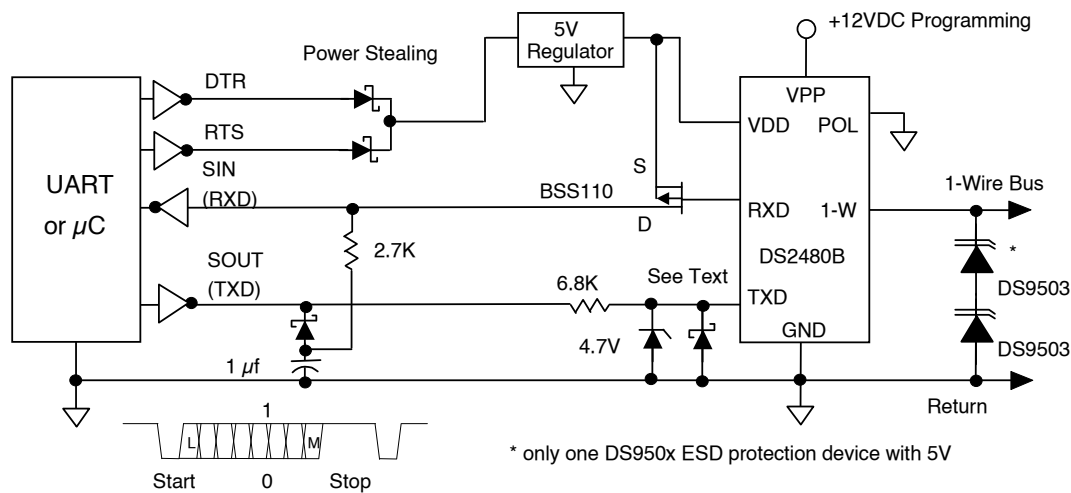 +12VDC Programming
5V
Regulator
Power Stealing
DTR
VPP
VDD
POL
RTS
SIN
(RXD)
S
UART
or µC
BSS110
1-Wire Bus
RXD
1-W
D
*
2.7K
DS2480B
SOUT
(TXD)
See Text
6.8K
DS9503
TXD
GND
4.7V
DS9503
1 µf
Return
1
L
M
* only one DS950x ESD protection device with 5V
Start
0
Stop